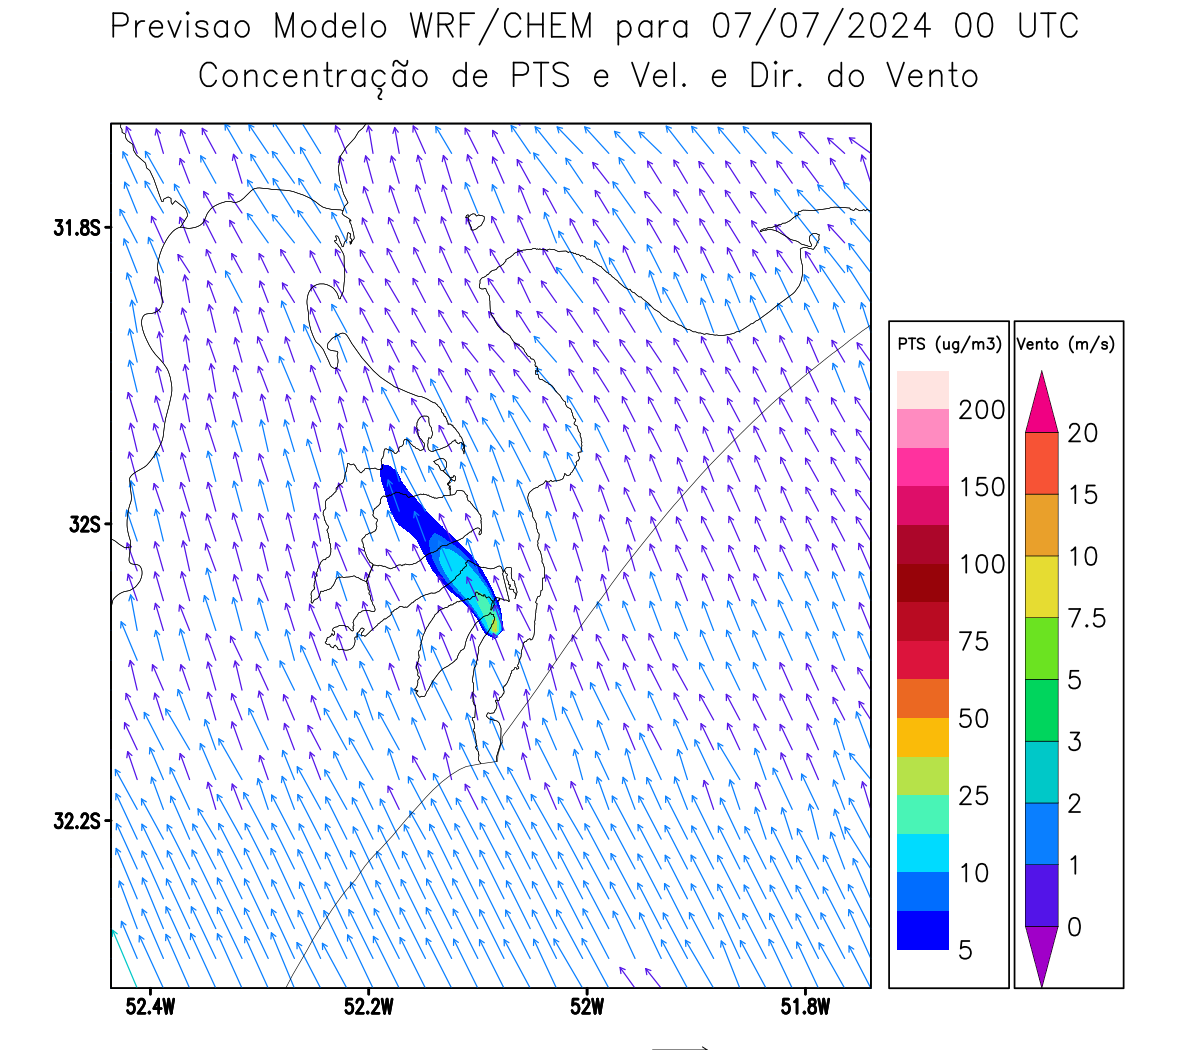 Previsao Modelo WRF/CHEM para 07/07/2024 00 UTC
Concentração de PTS e Vel. e Dir. do Vento
31.8S
32S
32.2S
52.4W
52.2W
52W
51.8W
PTS (ug/m3)
200
150
100
75
50
25
10
5
Vento (m/s)
20
15
10
7.5
5
3
2
1
0